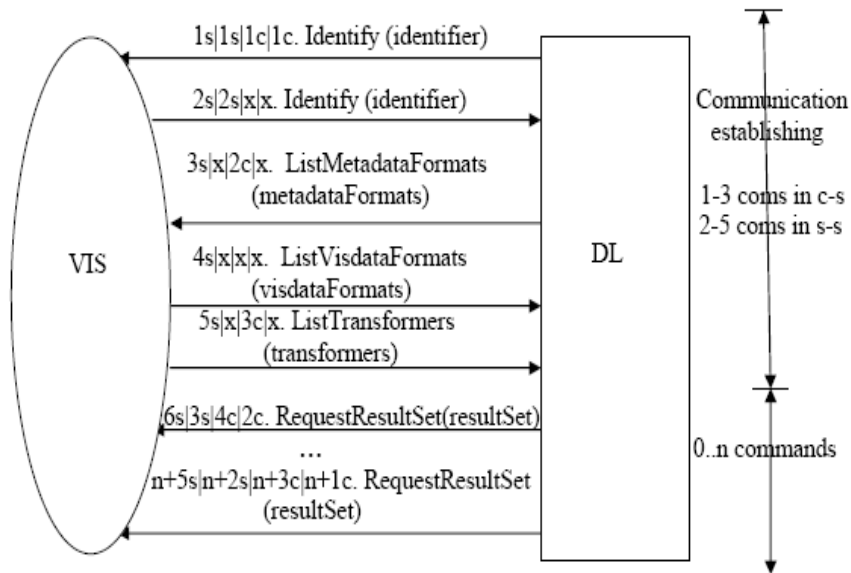 1s|1s|1c|1c. Identify (identifier)
2s|2s|x|x. Identify (identifier)
3s|x|2c|x. ListMetadataFormats
(metadataFormats)
4s|x|x|x. ListVisdataFormats
(visdataFormats)
5s|x|3c|x. ListTransformers
(transformers)
6s|3s|4c|2c. RequestResultSet(resultSet)
...
n+5s|n+2s|n+3c|n+1c. RequestResultSet
(resultSet)
VIS
DL
Communication
establishing
1-3 coms in c-s
2-5 coms in s-s
0..n commands